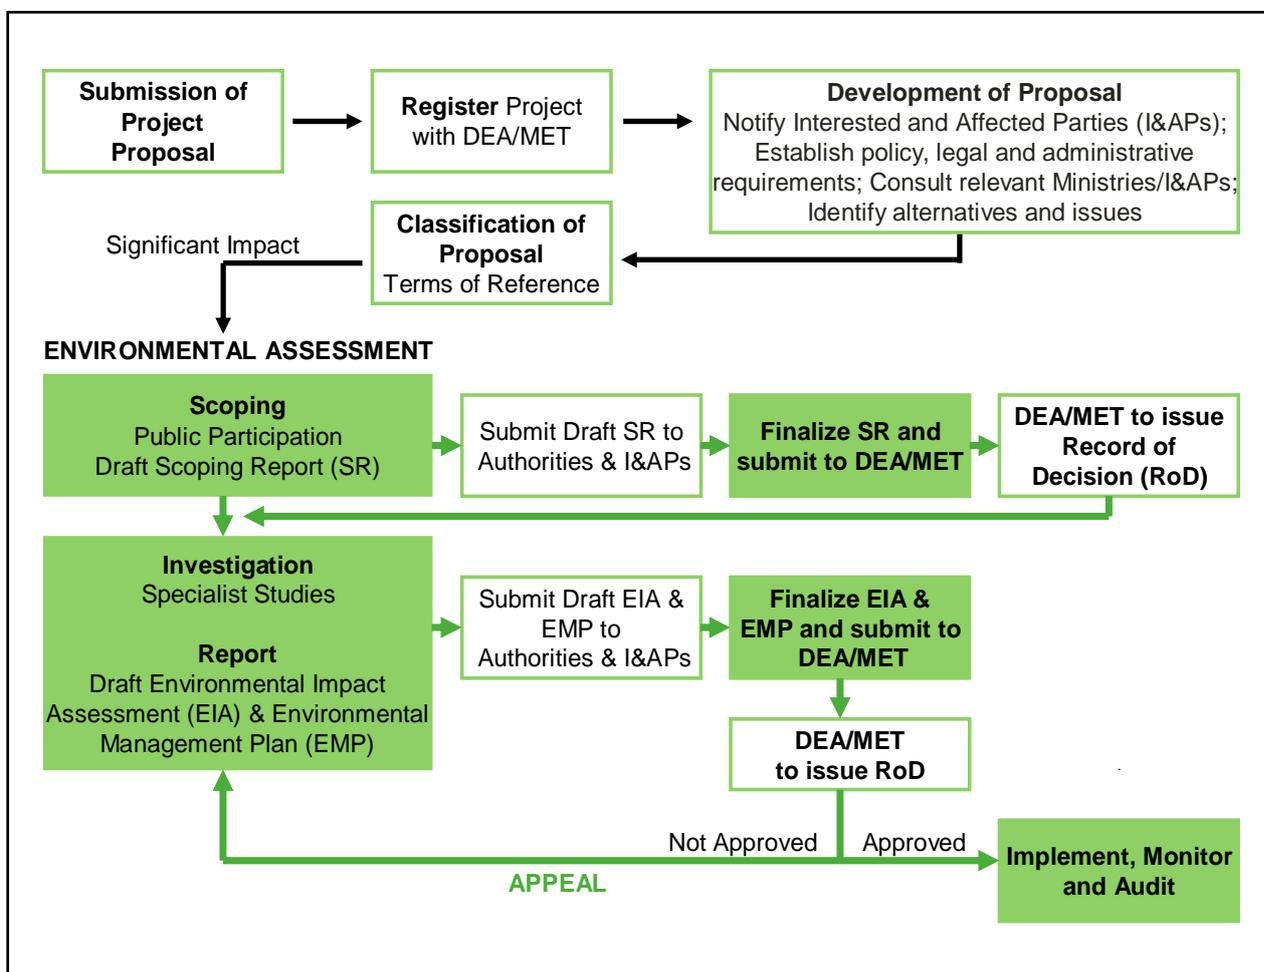 Submission of
Project
Proposal
Register Project
with DEA/MET
Development of Proposal
Notify Interested and Affected Parties (I&APs);
Establish policy, legal and administrative
requirements; Consult relevant Ministries/I&APs;
Identify alternatives and issues
Classification of
Proposal
Terms of Reference
Significant Impact
ENVIRONMENTAL ASSESSMENT
Scoping
Public Participation
Draft Scoping Report (SR)
Submit Draft SR to
Authorities & I&APs
Finalize SR and
submit to DEA/MET
DEA/MET to issue
Record of
Decision (RoD)
Investigation
Specialist Studies
Report
Draft Environmental Impact
Assessment (EIA) & Environmental
Management Plan (EMP)
Submit Draft EIA &
EMP to
Authorities & I&APs
Finalize EIA &
EMP and submit to
DEA/MET
DEA/MET
to issue RoD
Not Approved
Approved
APPEAL
Implement, Monitor
and Audit